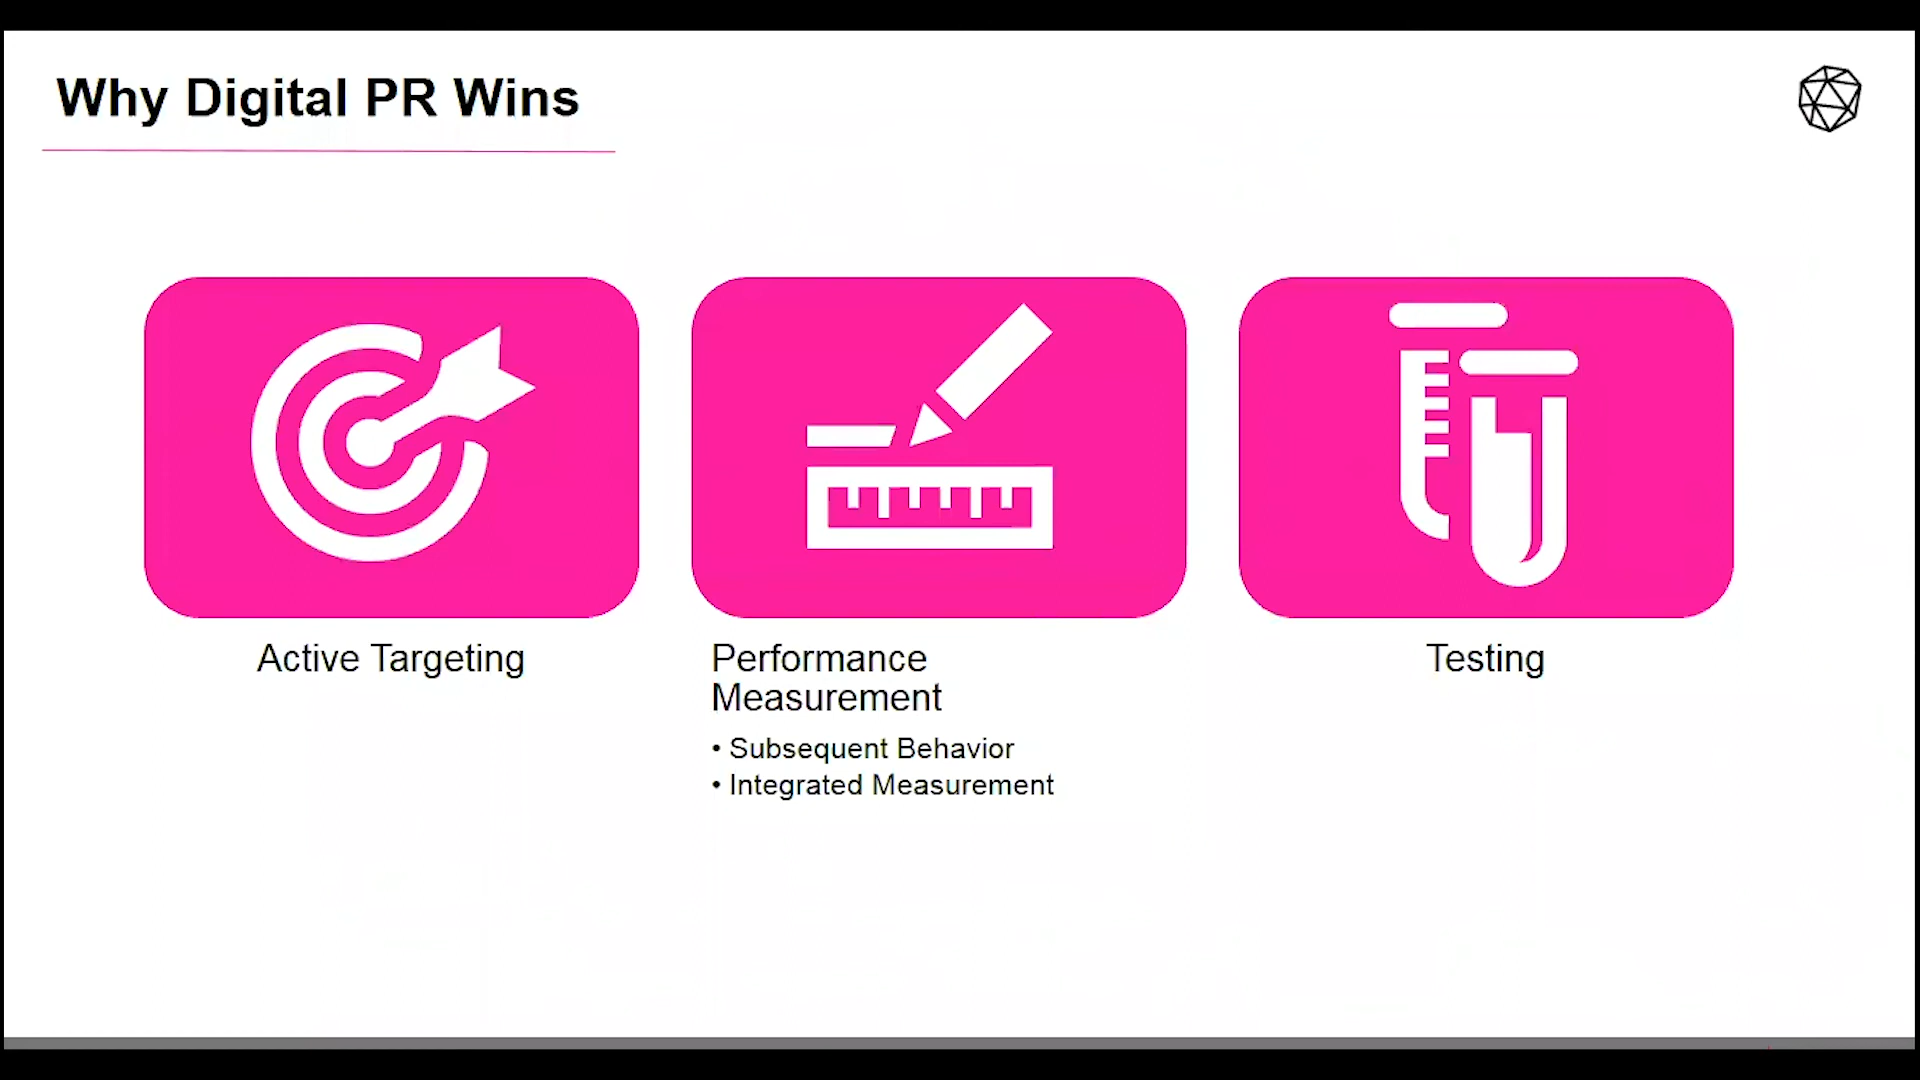 Why Digital PR Wins
Active Targeting
Performance
Measurement
• Subsequent Behavior
• Integrated Measurement
Testing